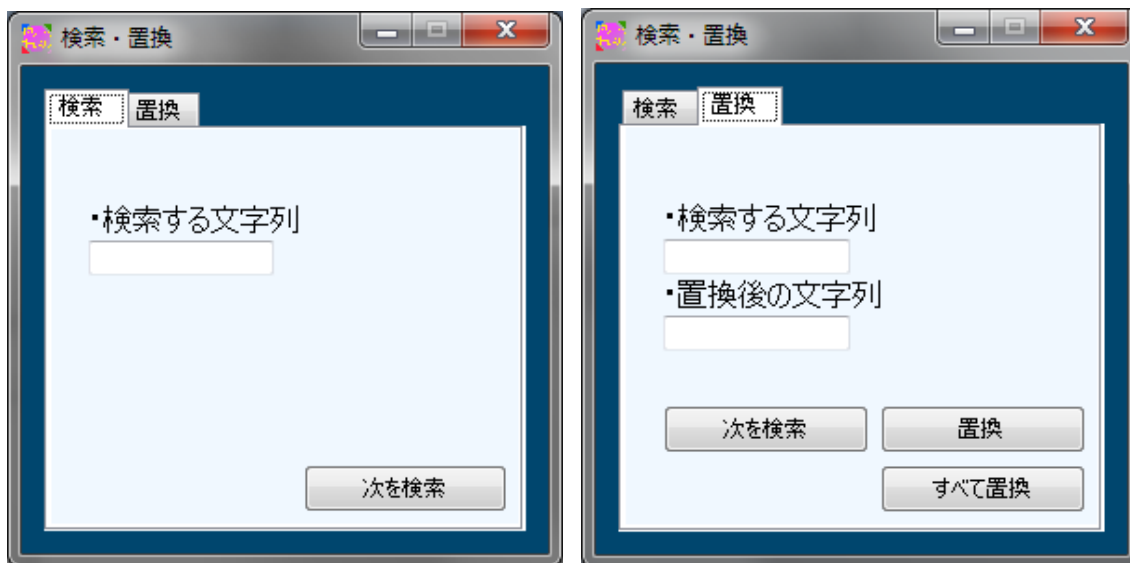 検索・置換
検索 置換
・検索する文字列
次を検索
検索・置換
検索 置換
・検索する文字列
・置換後の文字列
次を検索 置換
すべて置換